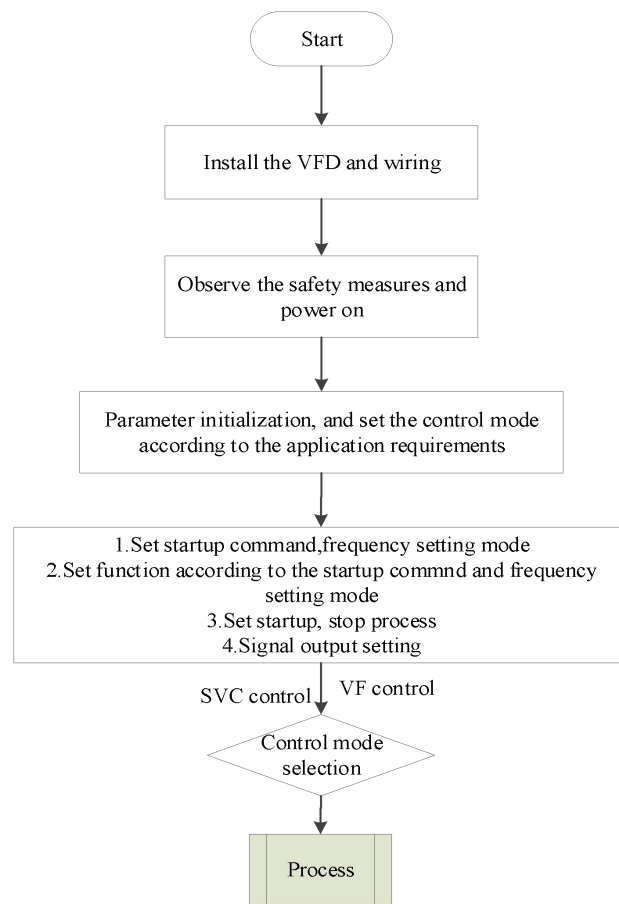 Start
Install the VFD and wiring
Observe the safety measures and
power on
Parameter initialization, and set the control mode
according to the application requirements
1.Set startup command,frequency setting mode
2.Set function according to the startup commnd and frequency
setting mode
3.Set startup, stop process
4.Signal output setting
SVC control
VF control
Control mode
selection
Process